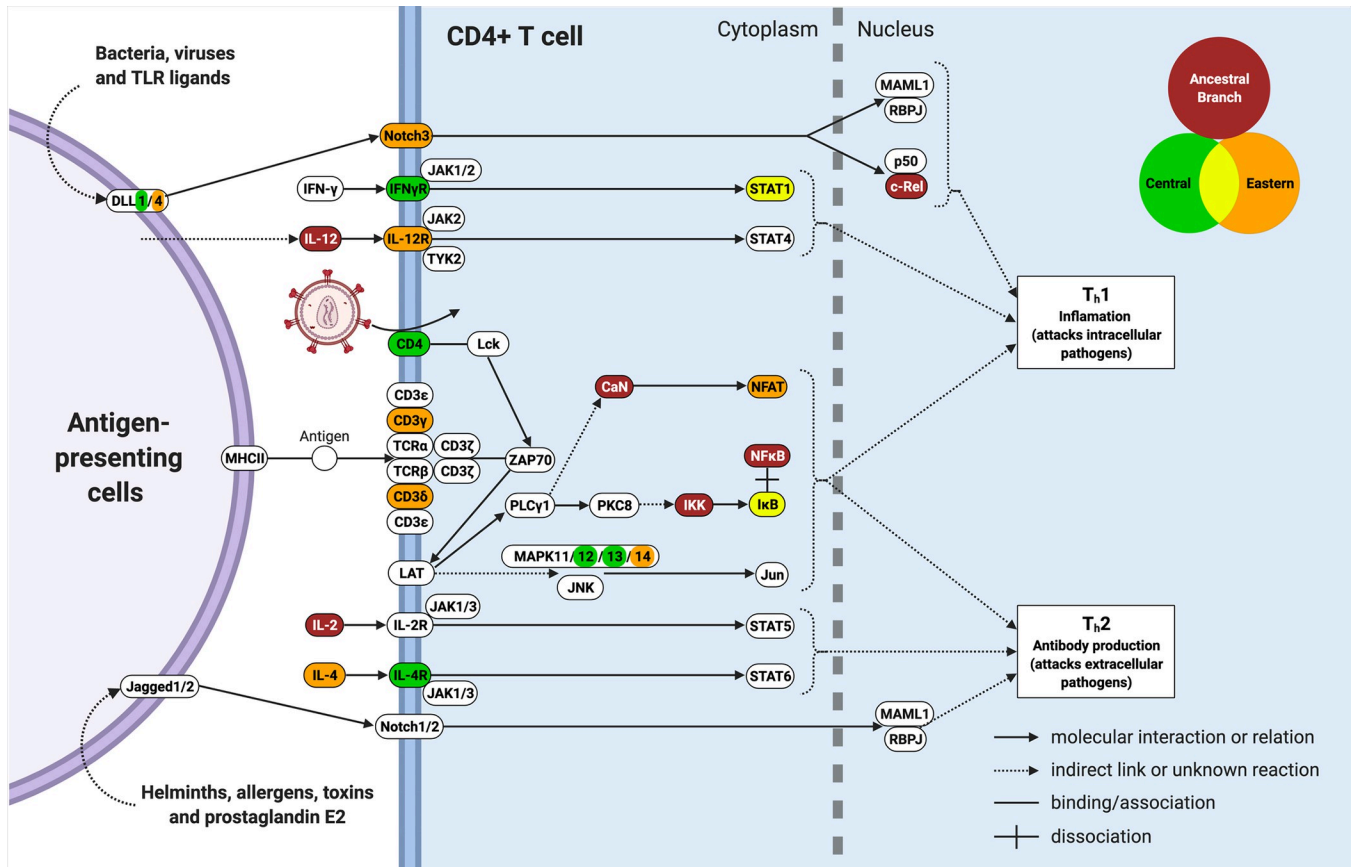 CD4+ T cell
Cytoplasm
Nucleus
Bacteria, viruses
and TLR ligands
Ancestral
Branch
Central
Eastern
MAML1
RBPJ
Notch3
p50
c-Rel
JAK1/2
DLL1/4
IFN-γ
IFNγR
STAT1
JAK2
IL-12
IL-12R
STAT4
TYK2
Th1
Inflamation
(attacks intracellular
pathogens)
CD4
Lck
CaN
NFAT
CD3ε
CD3γ
Antigen-
presenting
cells
Antigen
MHCII
TCRα
CD3ζ
TCRβ
CD3ζ
ZAP70
NFκB
CD3δ
CD3ε
PLCγ1
PKC8
IKK
IκB
MAPK11/12/13/14
LAT
JNK
Jun
JAK1/3
IL-2
IL-2R
STAT5
Th2
Antibody production
(attacks extracellular
pathogens)
IL-4
IL-4R
STAT6
JAK1/3
Jagged1/2
Notch1/2
MAML1
RBPJ
Helminths, allergens, toxins
and prostaglandin E2
molecular interaction or relation
indirect link or unknown reaction
binding/association
dissociation